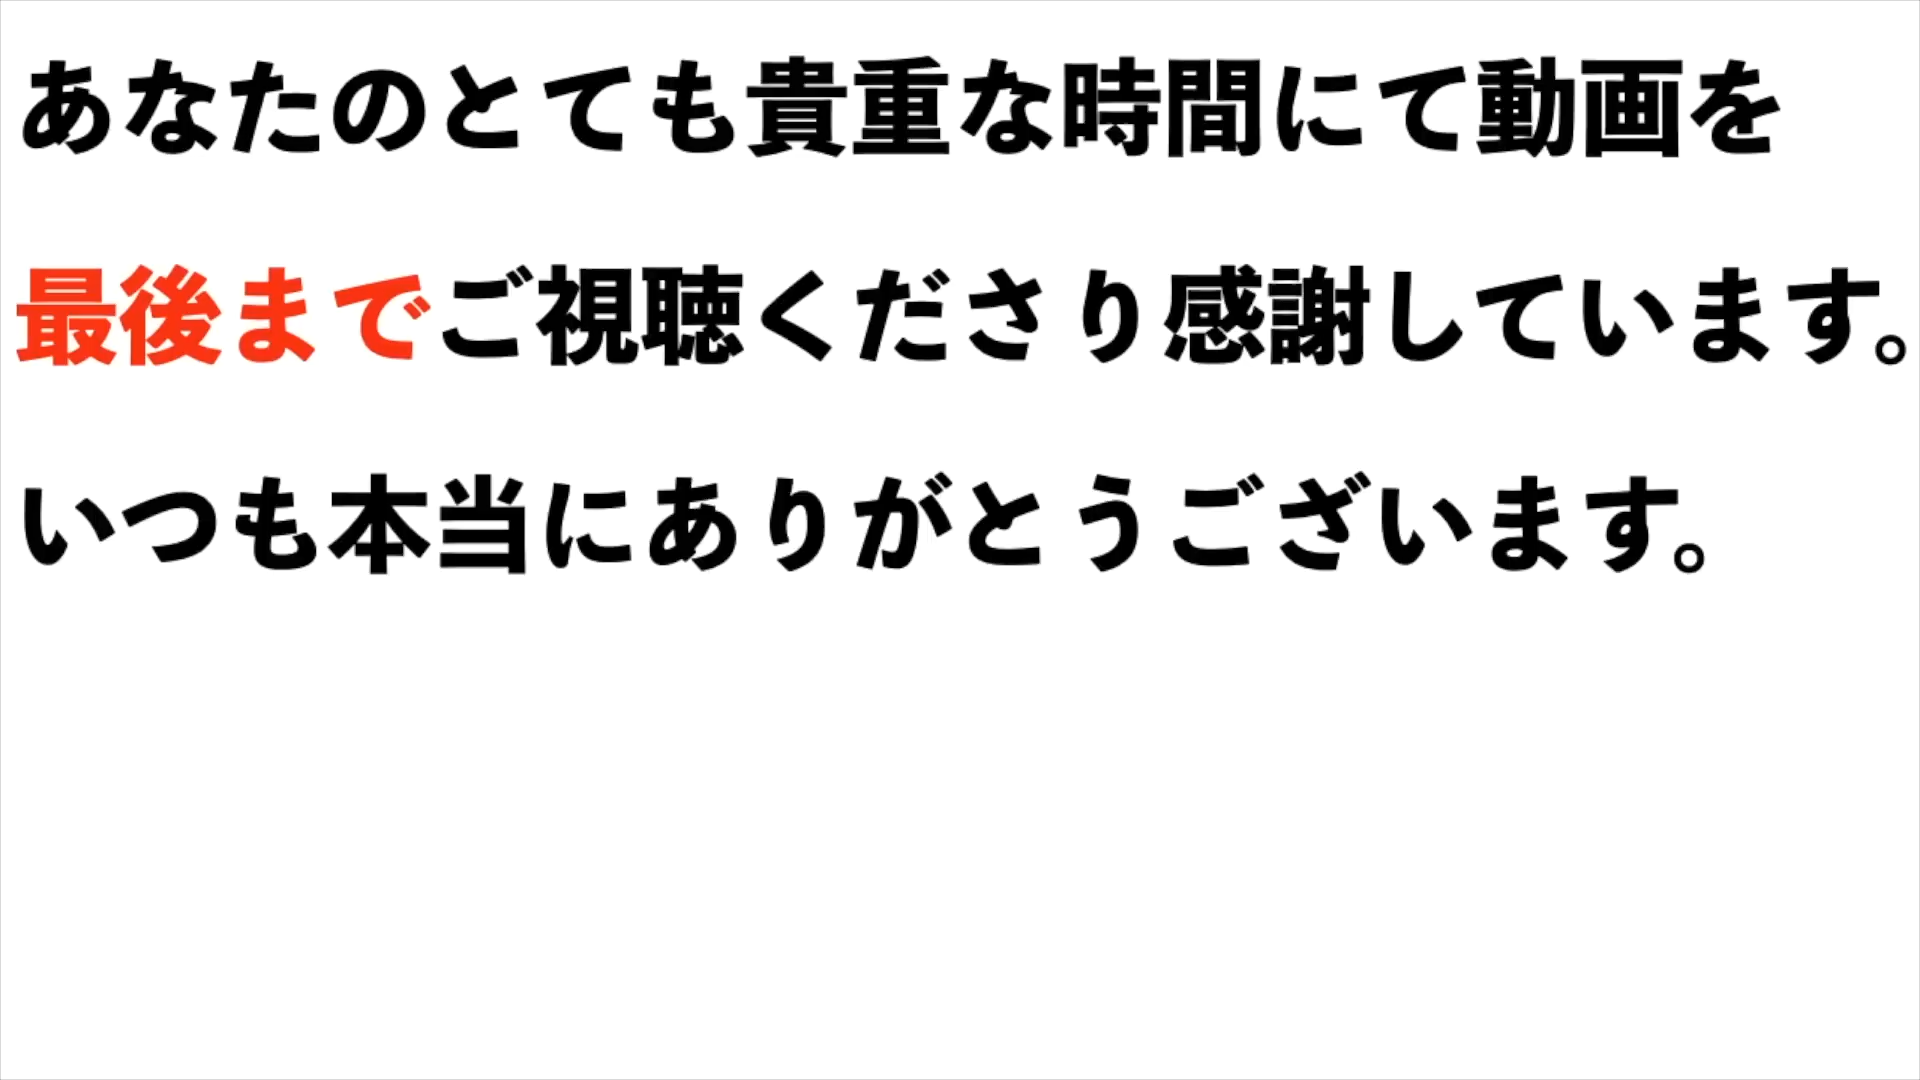 あなたのとても貴重な時間にて動画を
最後までご視聴くださり感謝しています。
いつも本当にありがとうございます。